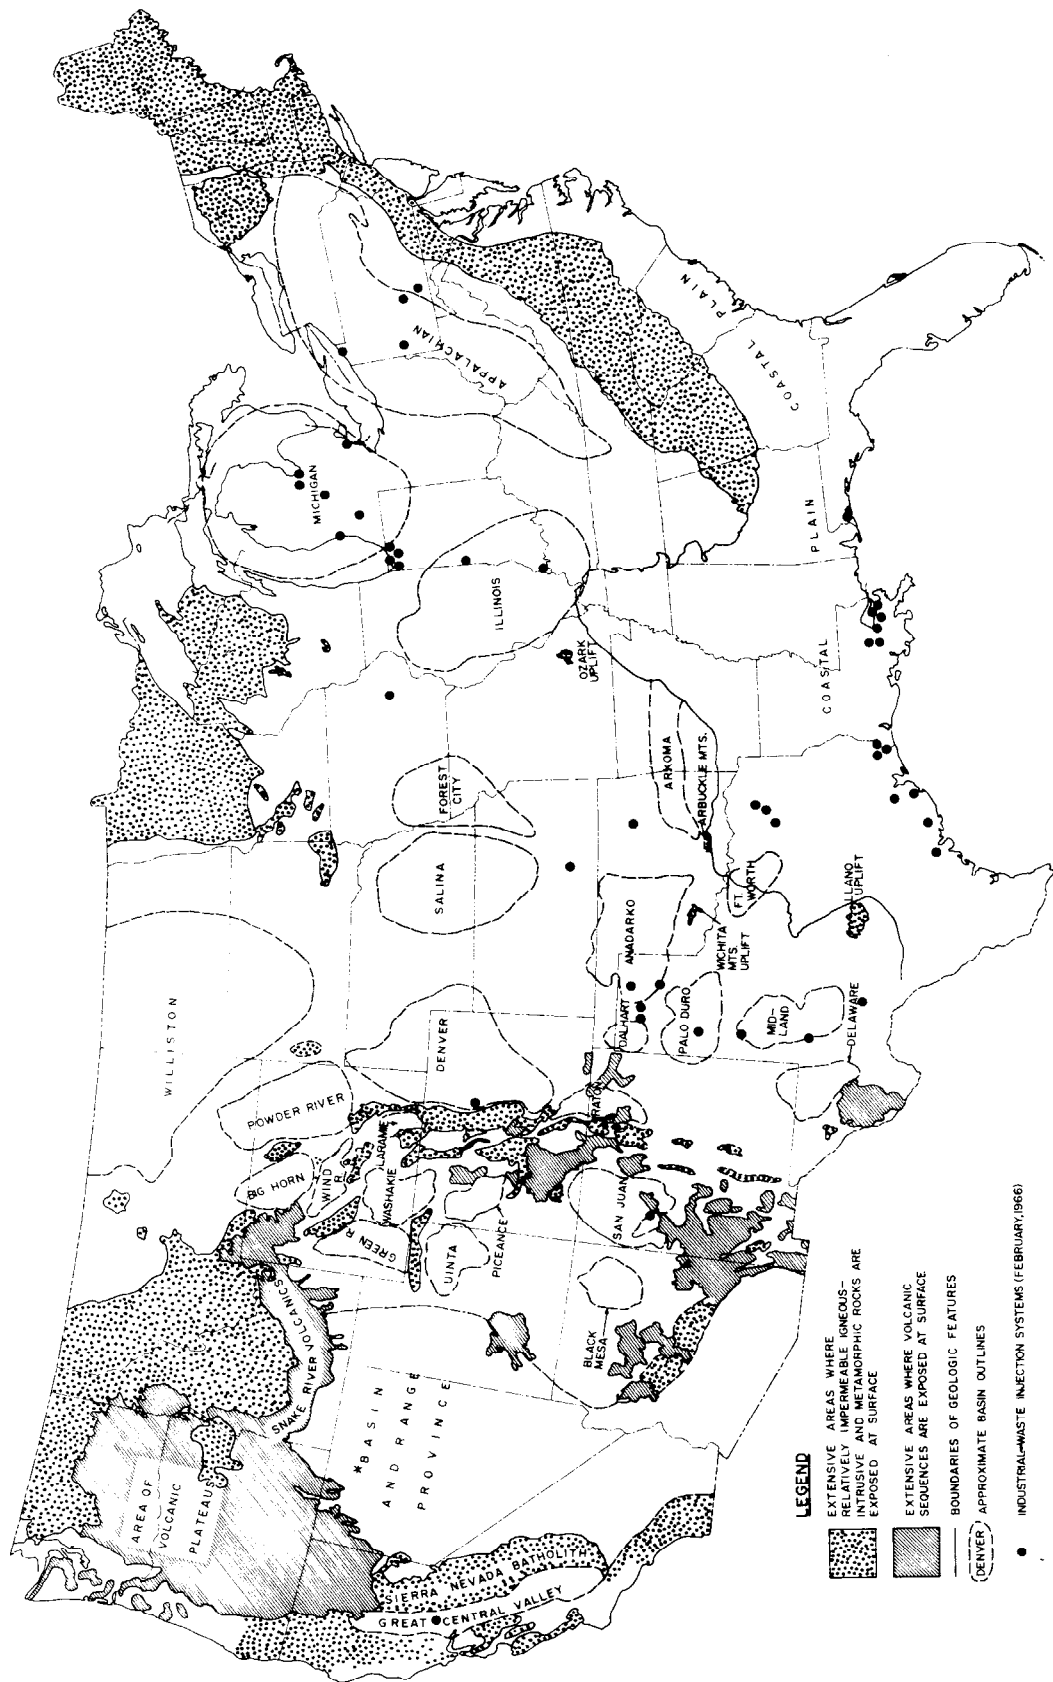 AREA OF
VOLCANIC
PLATEAUS
SNAKE RIVER VOLCANICS
*BASIN
AND RANGE
PROVINCE
SIERRA NEVADA BATHOLITH
GREAT CENTRAL VALLEY
WILLISTON
POWDER RIVER
BIG HORN
WIND
R.
GREEN R.
WASHAKIE
LARAMIE
UINTA
PICEANCE
DENVER
BLACK
MESA
SAN JUAN
RATON
SALINA
FOREST
CITY
DALHART
ANADARKO
PALO DURO
WICHITA
MTS.
UPLIFT
MID-
LAND
DELAWARE
FT. WORTH
LLANO
UPLIFT
ARKOMA
ARBUCKLE MTS.
OZARK
UPLIFT
ILLINOIS
MICHIGAN
APPALACHIAN
COASTAL
PLAIN
COASTAL
PLAIN
LEGEND
EXTENSIVE AREAS WHERE
RELATIVELY IMPERMEABLE IGNEOUS-
INTRUSIVE AND METAMORPHIC ROCKS ARE
EXPOSED AT SURFACE
EXTENSIVE AREAS WHERE VOLCANIC
SEQUENCES ARE EXPOSED AT SURFACE
BOUNDARIES OF GEOLOGIC FEATURES
DENVER APPROXIMATE BASIN OUTLINES
INDUSTRIAL-WASTE INJECTION SYSTEMS (FEBRUARY, 1966)